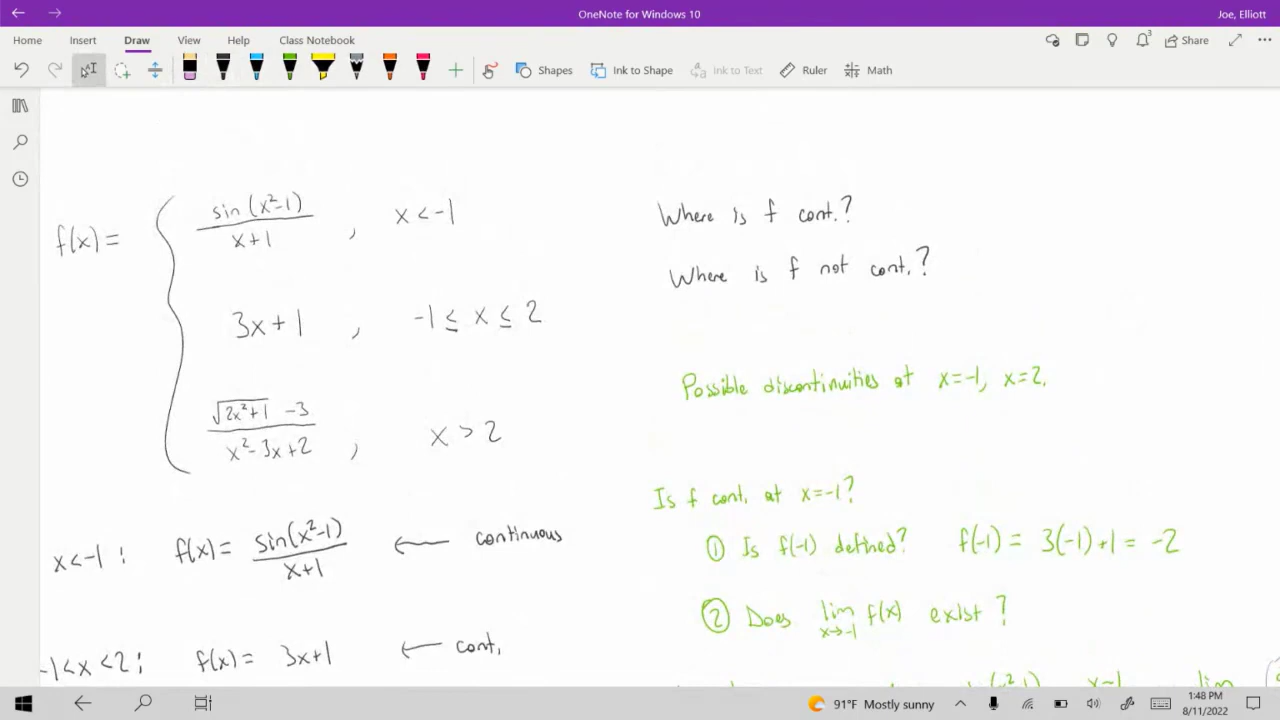 OneNote for Windows 10
Joe, Elliott
Home Insert Draw View Help Class Notebook
Share
Shapes Ink to Shape Ink to Text Ruler Math
f(x)=
sin(x²-1)
x+1
, x < -1
3x+1 , -1 ≤ x ≤ 2
√2x²+1 -3
x²-3x+2
, x > 2
x<-1: f(x)= sin(x²-1)/x+1 ← continuous
-1<x<2: f(x)= 3x+1 ← cont.
Where is f cont.?
Where is f not cont.?
Possible discontinuities at x=-1, x=2.
Is f cont. at x=-1?
① Is f(-1) defined? f(-1) = 3(-1)+1 = -2
② Does lim f(x) exist?
x→-1
91°F Mostly sunny
1:48 PM
8/11/2022
3